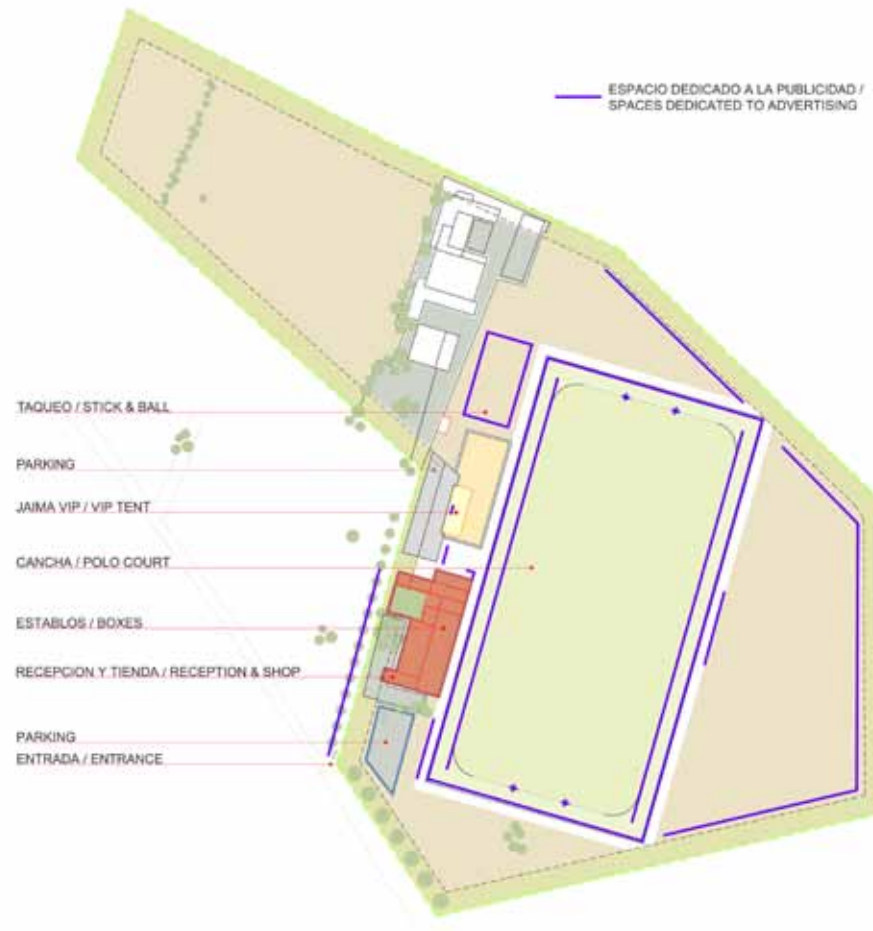 ESPACIO DEDICADO A LA PUBLICIDAD /
SPACES DEDICATED TO ADVERTISING
TAQUEO / STICK & BALL
PARKING
JAIMA VIP / VIP TENT
CANCHA / POLO COURT
ESTABLOS / BOXES
RECEPCION Y TIENDA / RECEPTION & SHOP
PARKING
ENTRADA / ENTRANCE